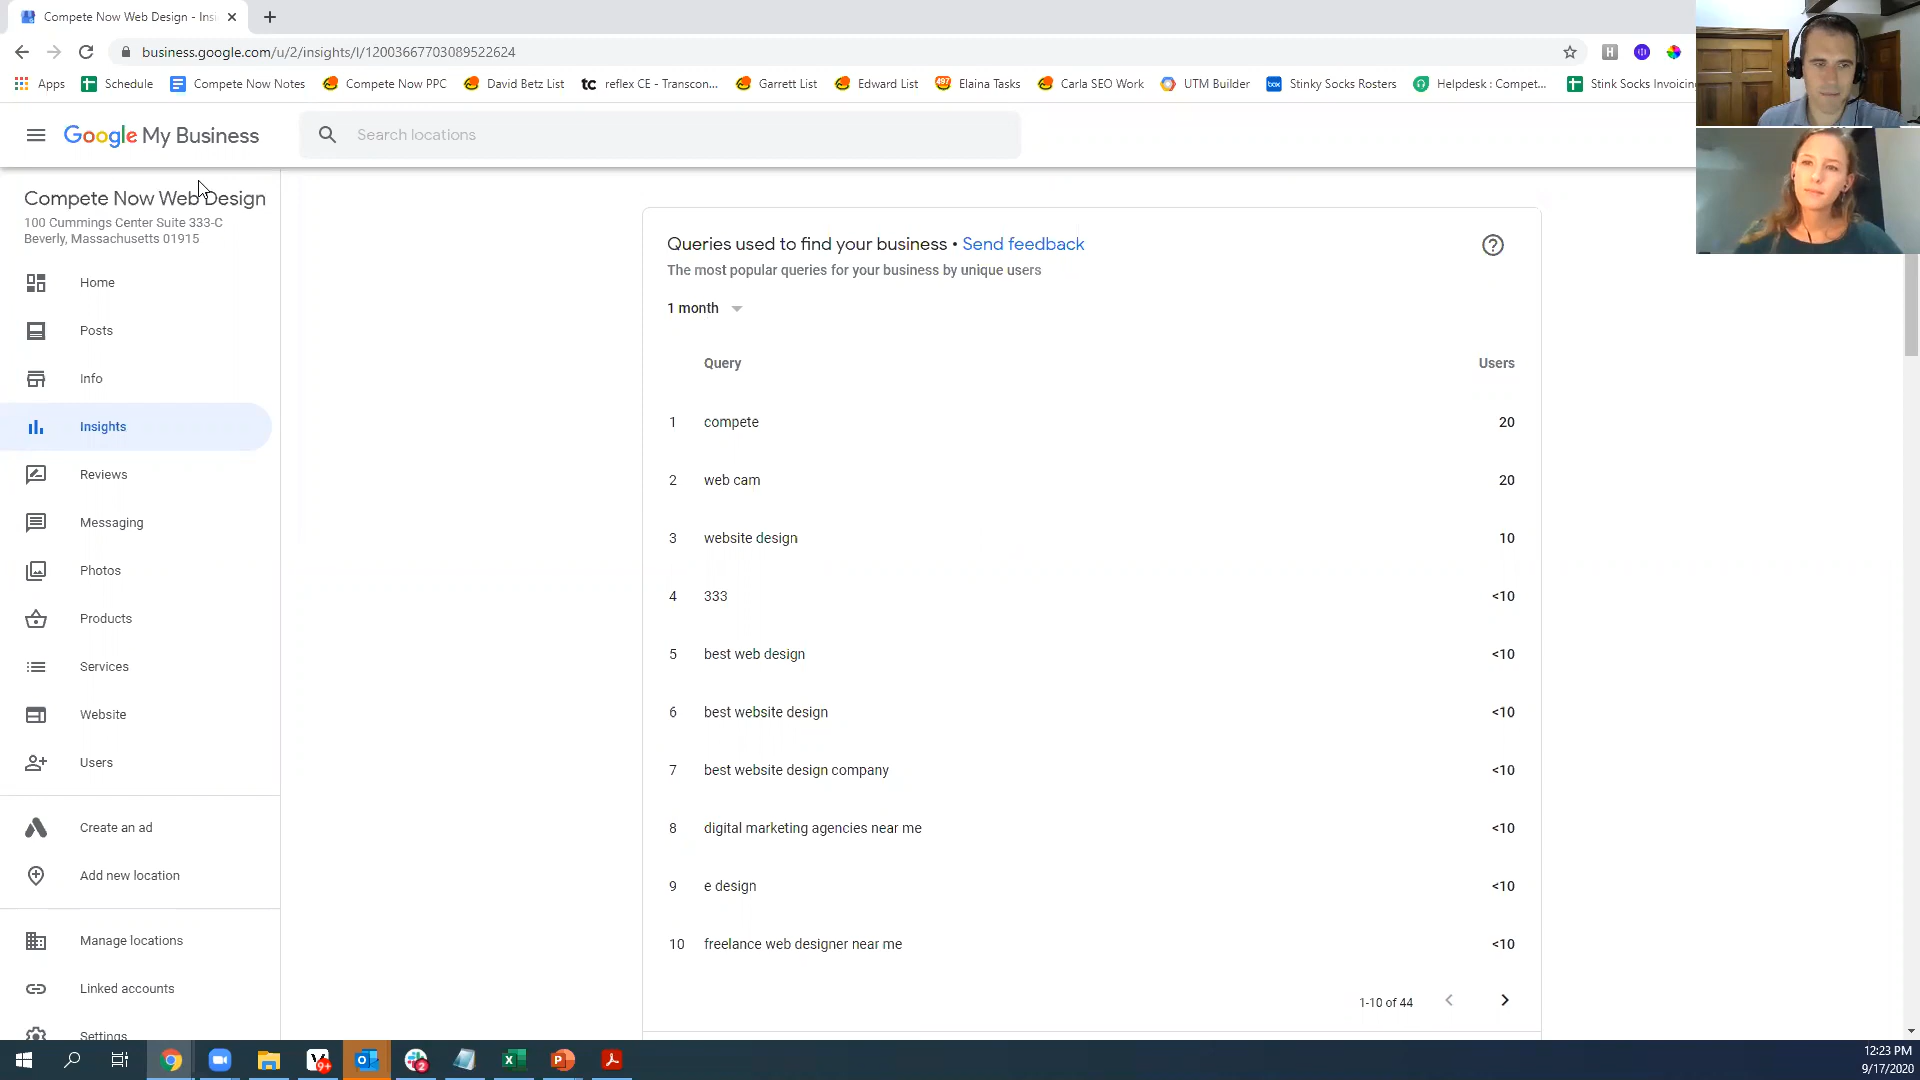 Compete Now Web Design - Insi
business.google.com/u/2/insights/l/12003667703089522624
Apps
Schedule
Compete Now Notes
Compete Now PPC
David Betz List
tc
reflex CE - Transcon...
Garrett List
Edward List
497
Elaina Tasks
Carla SEO Work
UTM Builder
box
Stinky Socks Rosters
Helpdesk : Compet...
Stink Socks Invoicing
H
Google My Business
Search locations
Compete Now Web Design
100 Cummings Center Suite 333-C
Beverly, Massachusetts 01915
Home
Posts
Info
Insights
Reviews
Messaging
Photos
Products
Services
Website
Users
Create an ad
Add new location
Manage locations
Linked accounts
Settings
Queries used to find your business • Send feedback
The most popular queries for your business by unique users
1 month
Query Users
1 compete 20
2 web cam 20
3 website design 10
4 333 <10
5 best web design <10
6 best website design <10
7 best website design company <10
8 digital marketing agencies near me <10
9 e design <10
10 freelance web designer near me <10
1-10 of 44
9+
2
12:23 PM
9/17/2020